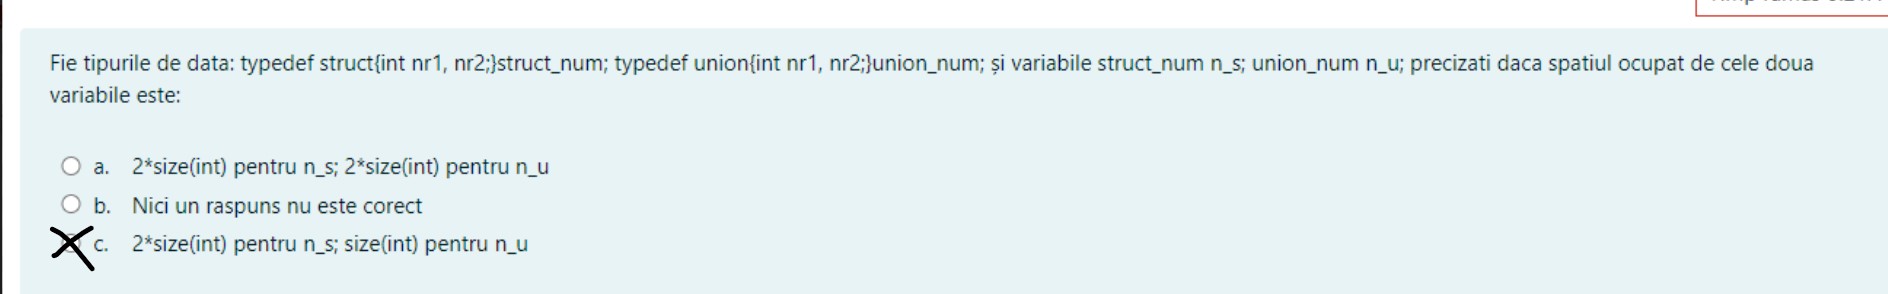 Fie tipurile de data: typedef struct{int nr1, nr2;}struct_num; typedef union{int nr1, nr2;}union_num; și variabile struct_num n_s; union_num n_u; precizati daca spatiul ocupat de cele doua
variabile este:
a. 2*size(int) pentru n_s; 2*size(int) pentru n_u
b. Nici un raspuns nu este corect
c. 2*size(int) pentru n_s; size(int) pentru n_u